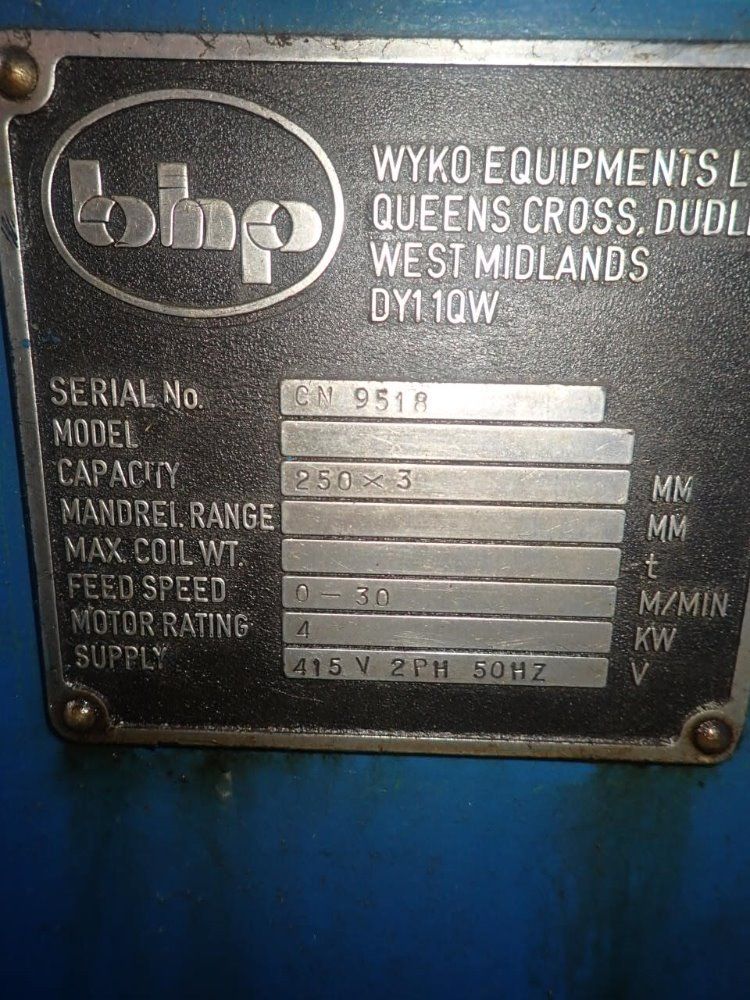 bhp
WYKO EQUIPMENTS L
QUEENS CROSS, DUDL
WEST MIDLANDS
DY1 1QW
SERIAL No. CN 9518
MODEL
CAPACITY 250 × 3 MM
MANDREL RANGE MM
MAX. COIL WT. t
FEED SPEED 0 - 30 M/MIN
MOTOR RATING 4 KW
SUPPLY 415 V 2PH 50HZ V